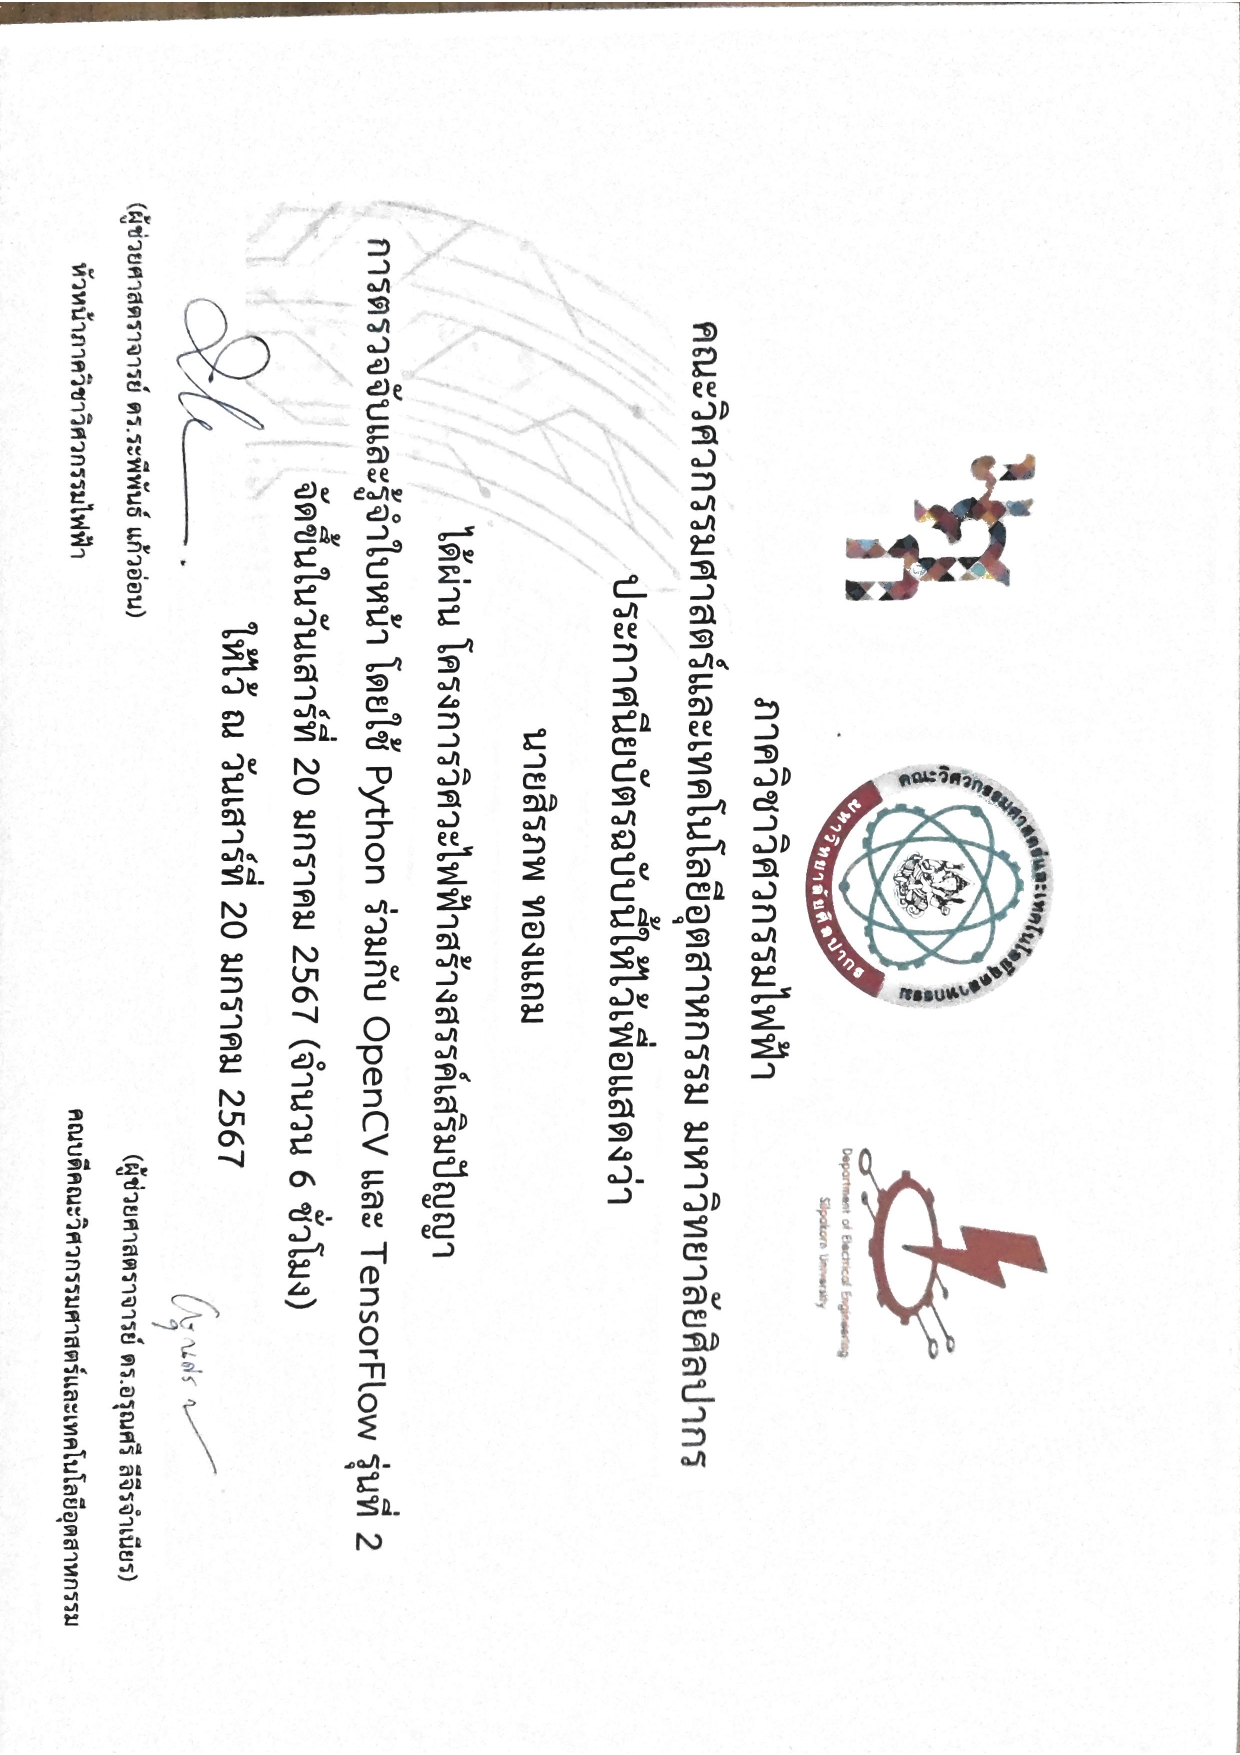 มศก
คณะวิศวกรรมศาสตร์และเทคโนโลยีอุตสาหกรรม
มหาวิทยาลัยศิลปากร
Department of Electrical Engineering
Silpakorn University
ภาควิชาวิศวกรรมไฟฟ้า
คณะวิศวกรรมศาสตร์และเทคโนโลยีอุตสาหกรรม มหาวิทยาลัยศิลปากร
ประกาศนียบัตรฉบับนี้ให้ไว้เพื่อแสดงว่า
นายสิรภพ ทองแถม
ได้ผ่าน โครงการวิศวะไฟฟ้าสร้างสรรค์เสริมปัญญา
การตรวจจับและรู้จำใบหน้า โดยใช้ Python ร่วมกับ OpenCV และ TensorFlow รุ่นที่ 2
จัดขึ้นในวันเสาร์ที่ 20 มกราคม 2567 (จำนวน 6 ชั่วโมง)
ให้ไว้ ณ วันเสาร์ที่ 20 มกราคม 2567
(ผู้ช่วยศาสตราจารย์ ดร.ระพีพันธ์ แก้วอ่อน)
หัวหน้าภาควิชาวิศวกรรมไฟฟ้า
(ผู้ช่วยศาสตราจารย์ ดร.อรุณศรี ลีจีรจำเนียร)
คณบดีคณะวิศวกรรมศาสตร์และเทคโนโลยีอุตสาหกรรม